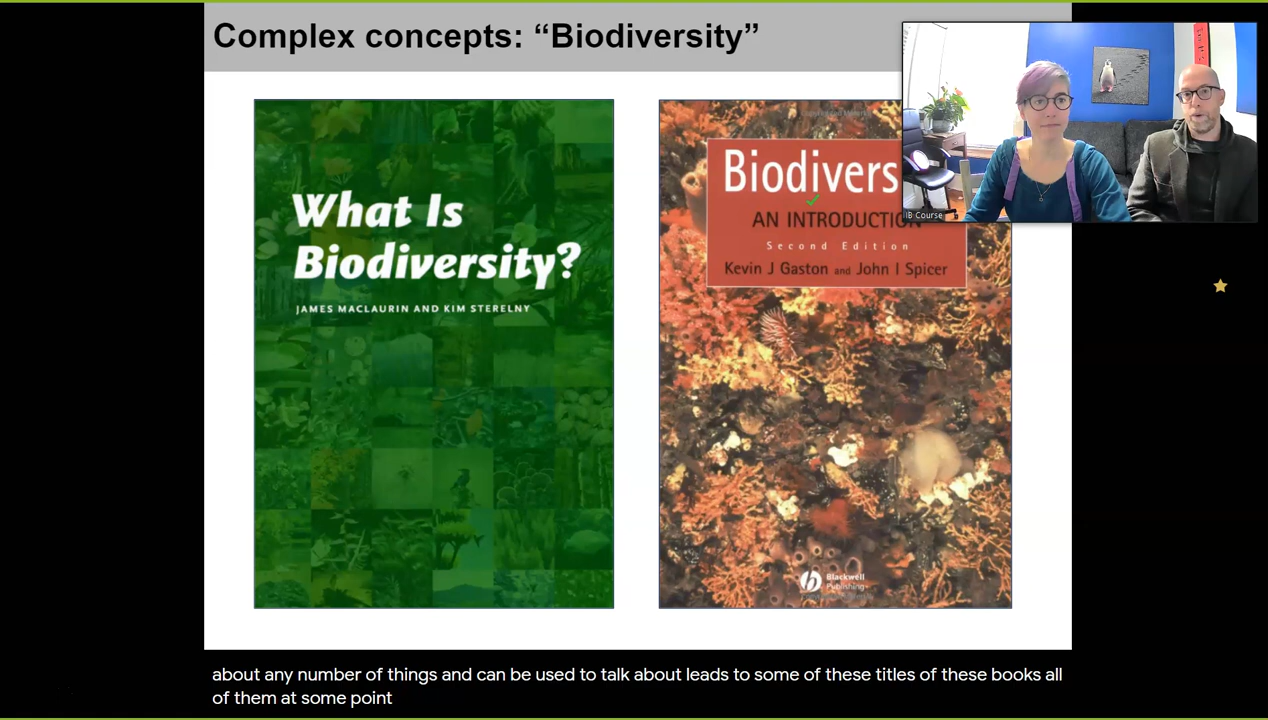 Complex concepts: “Biodiversity”
What Is
Biodiversity?
JAMES MACLAURIN AND KIM STERELNY
Biodivers
AN INTRODUCTION
Second Edition
Kevin J Gaston and John I Spicer
Blackwell
Publishing
IB Course
about any number of things and can be used to talk about leads to some of these titles of these books all
of them at some point